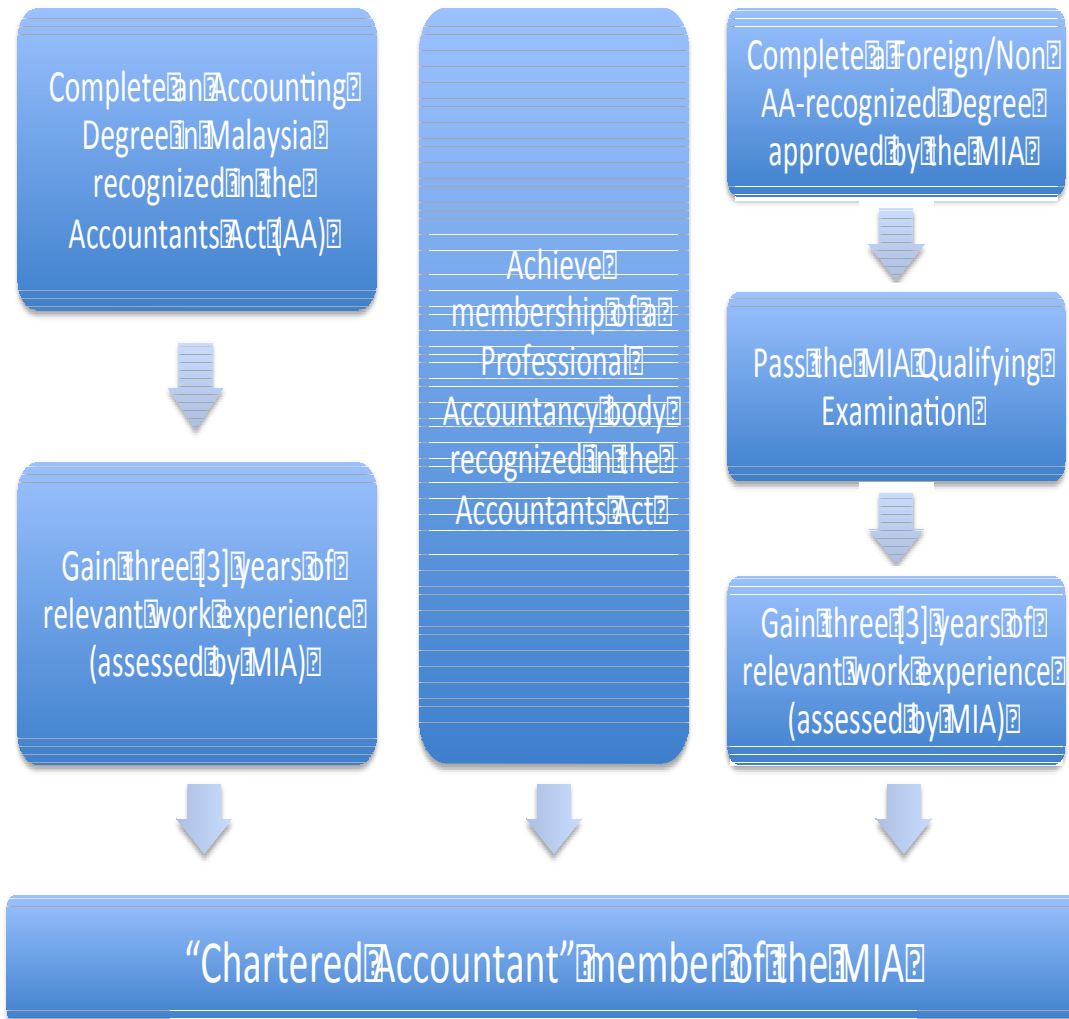 Complete an Accounting
Degree in Malaysia
recognized in the
Accountants Act (AA)
Gain three [3] years of
relevant work experience
(assessed by MIA)
Achieve
membership of a
Professional
Accountancy body
recognized in the
Accountants Act
Complete a Foreign/Non
AA-recognized Degree
approved by the MIA
Pass the MIA Qualifying
Examination
Gain three [3] years of
relevant work experience
(assessed by MIA)
“Chartered Accountant” member of the MIA